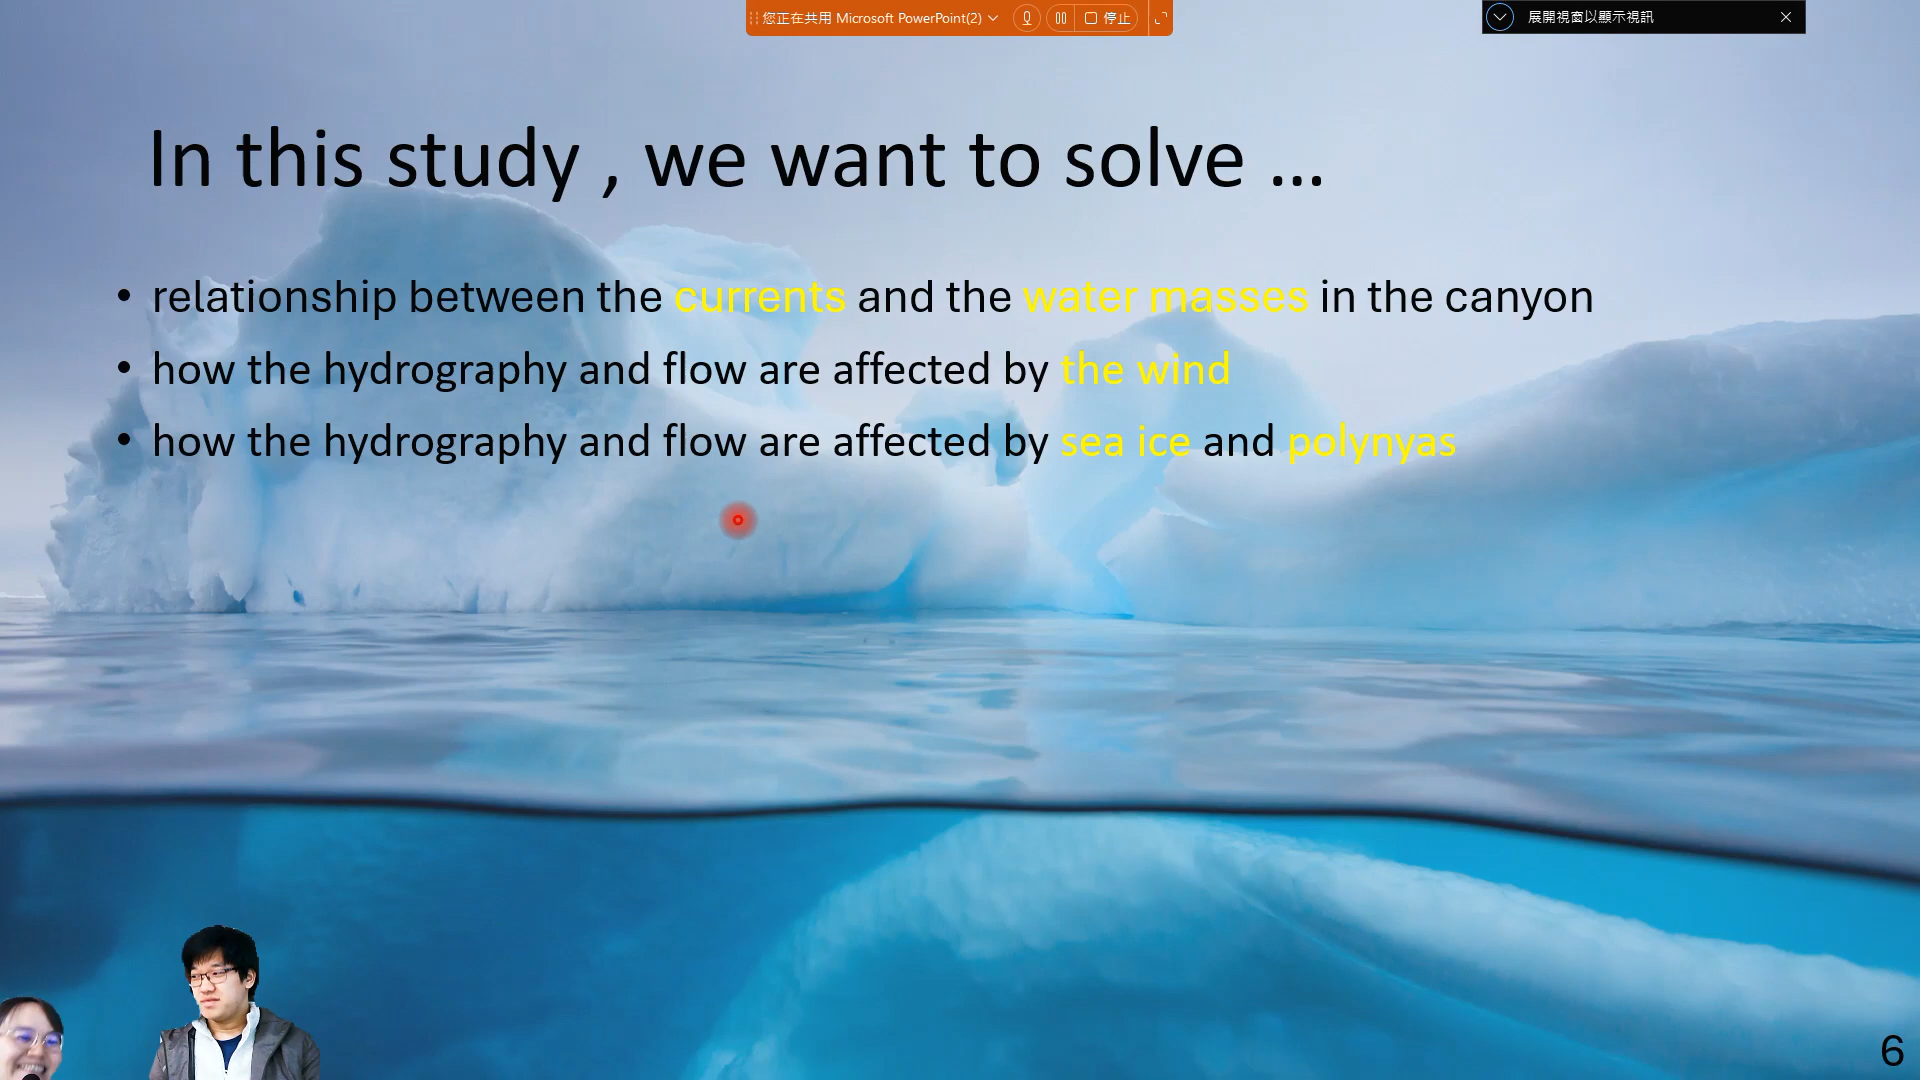 您正在共用 Microsoft PowerPoint(2)
停止
展開視窗以顯示視訊
In this study , we want to solve ...
• relationship between the currents and the water masses in the canyon
• how the hydrography and flow are affected by the wind
• how the hydrography and flow are affected by sea ice and polynyas
6